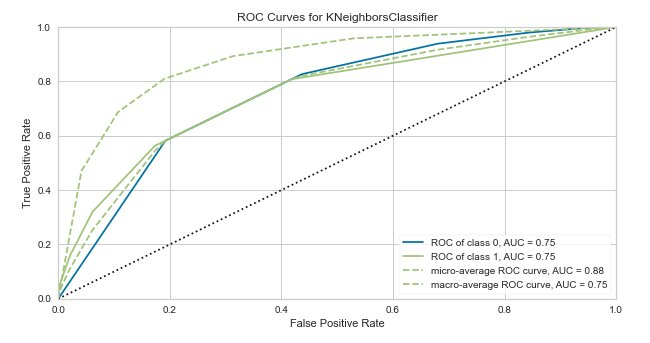 ROC Curves for KNeighborsClassifier
1.0
0.8
0.6
0.4
0.2
0.0
True Positive Rate
0.0 0.2 0.4 0.6 0.8 1.0
False Positive Rate
ROC of class 0, AUC = 0.75
ROC of class 1, AUC = 0.75
micro-average ROC curve, AUC = 0.88
macro-average ROC curve, AUC = 0.75